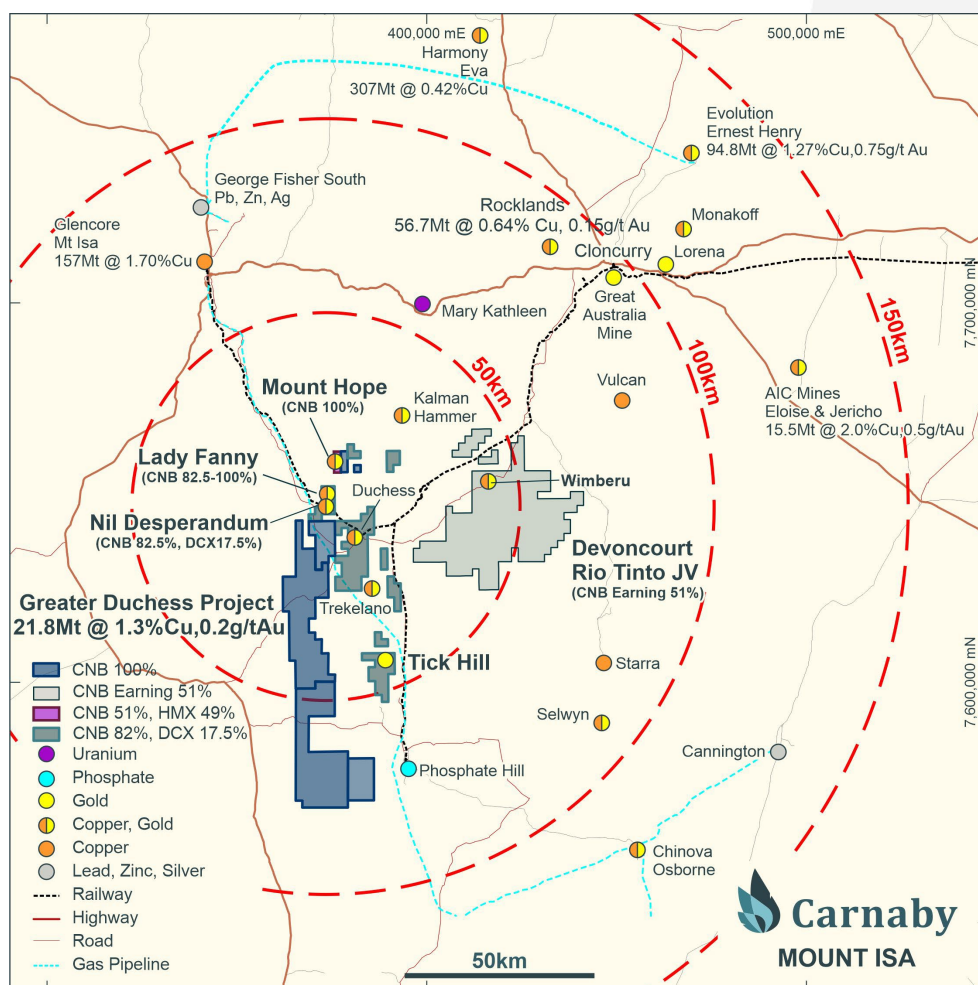 400,000 mE
500,000 mE
Harmony
Eva
307Mt @ 0.42%Cu
Evolution
Ernest Henry
94.8Mt @ 1.27%Cu,0.75g/t Au
George Fisher South
Pb, Zn, Ag
Glencore
Mt Isa
157Mt @ 1.70%Cu
Rocklands
56.7Mt @ 0.64% Cu, 0.15g/t Au
Monakoff
Cloncurry
Lorena
Great
Australia
Mine
Mary Kathleen
7,700,000 mN
50km
100km
150km
Mount Hope
(CNB 100%)
Kalman
Hammer
Vulcan
AIC Mines
Eloise & Jericho
15.5Mt @ 2.0%Cu,0.5g/tAu
Lady Fanny
(CNB 82.5-100%)
Duchess
Wimberu
Nil Desperandum
(CNB 82.5%, DCX17.5%)
Devoncourt
Rio Tinto JV
(CNB Earning 51%)
Trekelano
Greater Duchess Project
21.8Mt @ 1.3%Cu,0.2g/tAu
Tick Hill
Starra
7,600,000 mN
Selwyn
Cannington
Phosphate Hill
Chinova
Osborne
CNB 100%
CNB Earning 51%
CNB 51%, HMX 49%
CNB 82%, DCX 17.5%
Uranium
Phosphate
Gold
Copper, Gold
Copper
Lead, Zinc, Silver
Railway
Highway
Road
Gas Pipeline
50km
Carnaby
MOUNT ISA